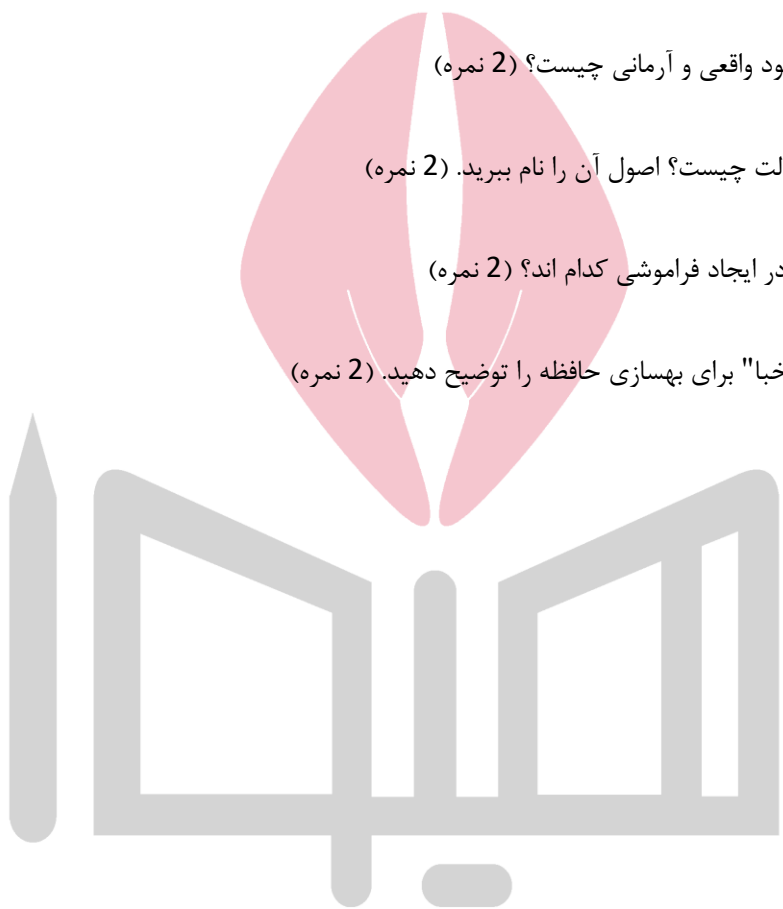 ود واقعی و آرمانی چیست؟ (2 نمره)
لت چیست؟ اصول آن را نام ببرید. (2 نمره)
در ایجاد فراموشی کدام اند؟ (2 نمره)
خبا" برای بهسازی حافظه را توضیح دهید. (2 نمره)